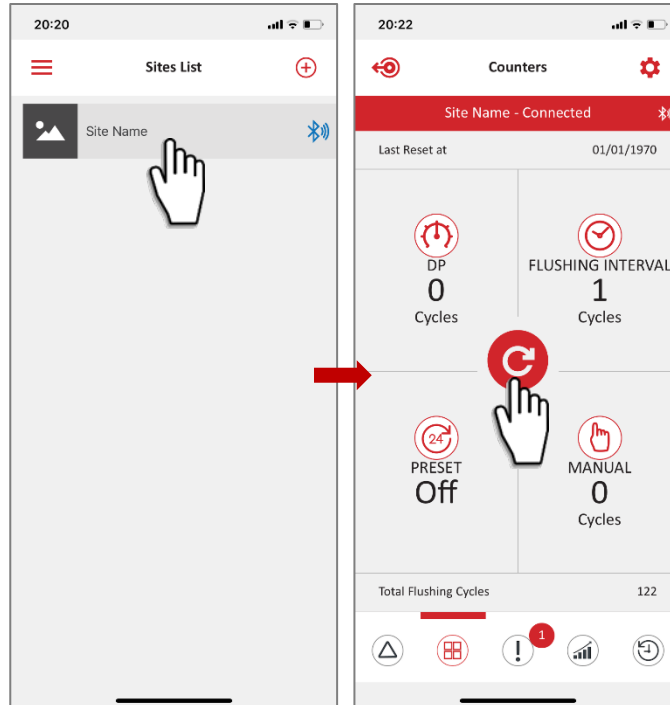 20:20
Sites List
Site Name
20:22
Counters
Site Name - Connected
Last Reset at 01/01/1970
DP
0
Cycles
FLUSHING INTERVAL
1
Cycles
24
PRESET
Off
MANUAL
0
Cycles
Total Flushing Cycles 122
1